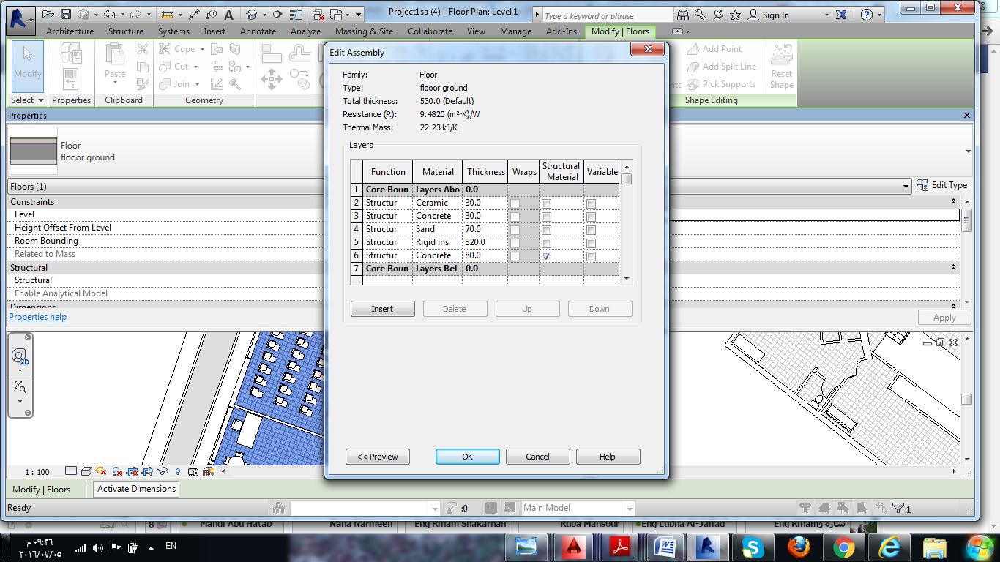 Project1sa (4) - Floor Plan: Level 1
Type a keyword or phrase
Sign In
Architecture Structure Systems Insert Annotate Analyze Massing & Site Collaborate View Manage Add-Ins Modify | Floors
Modify
Paste
Cope
Cut
Join
Add Point
Add Split Line
Pick Supports
Reset
Shape
Select Properties Clipboard Geometry Shape Editing
Properties
Floor
flooor ground
Floors (1)
Edit Type
Constraints
Level
Height Offset From Level
Room Bounding
Related to Mass
Structural
Structural
Enable Analytical Model
Dimensions
Properties help
Apply
Edit Assembly
Family: Floor
Type: flooor ground
Total thickness: 530.0 (Default)
Resistance (R): 9.4820 (m²·K)/W
Thermal Mass: 22.23 kJ/K
Layers
Function Material Thickness Wraps Structural Material Variable
1 Core Boun Layers Abo 0.0
2 Structur Ceramic 30.0
3 Structur Concrete 30.0
4 Structur Sand 70.0
5 Structur Rigid ins 320.0
6 Structur Concrete 80.0
7 Core Boun Layers Bel 0.0
Insert Delete Up Down
<< Preview OK Cancel Help
2D
1 : 100
Modify | Floors Activate Dimensions
Ready :0 Main Model :1
البحث 8 Mahdi Abu Hatab Nana Narmeen Eng Riham Shakarnah Ruba Mansour Eng Lubna Al-Jaffad Eng Riham سارة وسام
EN
٠٩:٢٦ م
٢٠١٦/٠٧/٠٥